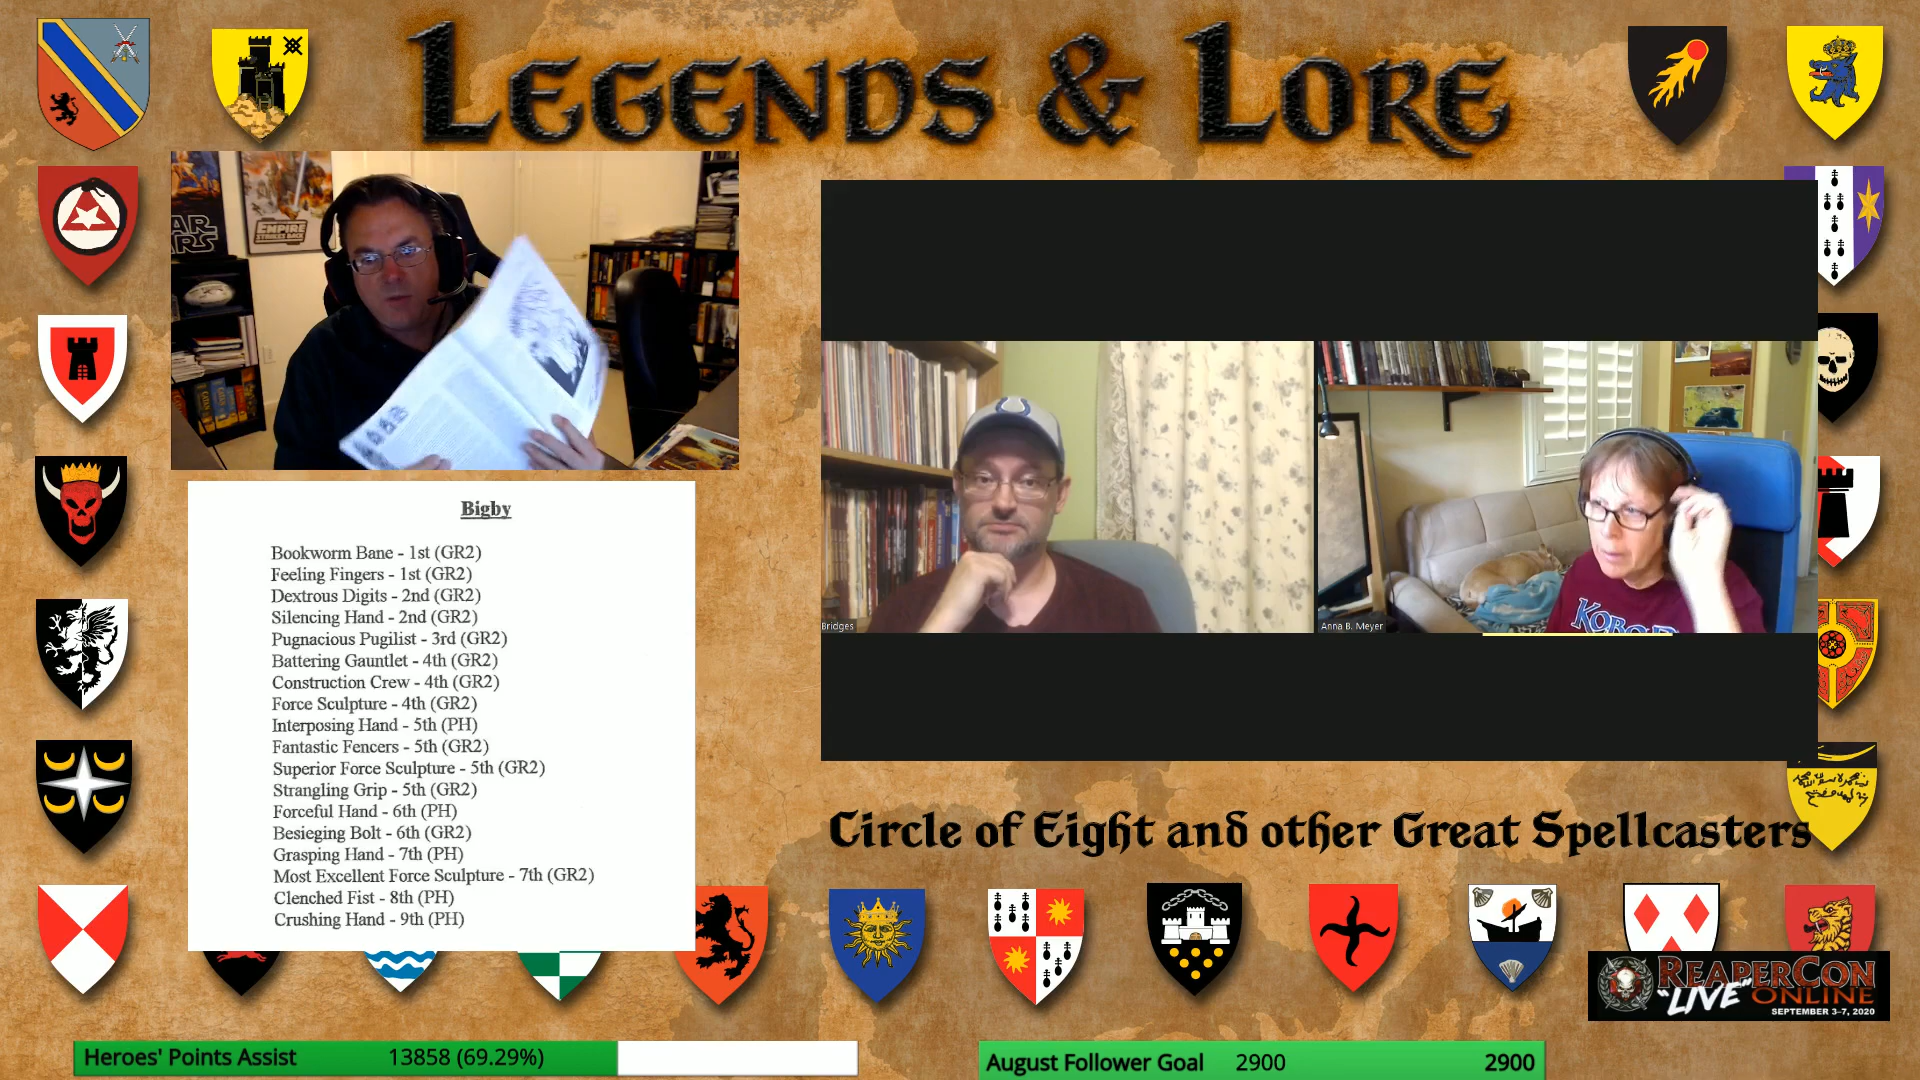 LEGENDS & LORE
STAR
WARS
EMPIRE
STRIKES BACK
Bigby
Bookworm Bane - 1st (GR2)
Feeling Fingers - 1st (GR2)
Dextrous Digits - 2nd (GR2)
Silencing Hand - 2nd (GR2)
Pugnacious Pugilist - 3rd (GR2)
Battering Gauntlet - 4th (GR2)
Construction Crew - 4th (GR2)
Force Sculpture - 4th (GR2)
Interposing Hand - 5th (PH)
Fantastic Fencers - 5th (GR2)
Superior Force Sculpture - 5th (GR2)
Strangling Grip - 5th (GR2)
Forceful Hand - 6th (PH)
Besieging Bolt - 6th (GR2)
Grasping Hand - 7th (PH)
Most Excellent Force Sculpture - 7th (GR2)
Clenched Fist - 8th (PH)
Crushing Hand - 9th (PH)
Bridges
Anna B. Meyer
Circle of Eight and other Great Spellcasters
REAPERCON
"LIVE" ONLINE
SEPTEMBER 3-7, 2020
Heroes' Points Assist 13858 (69.29%)
August Follower Goal 2900 2900